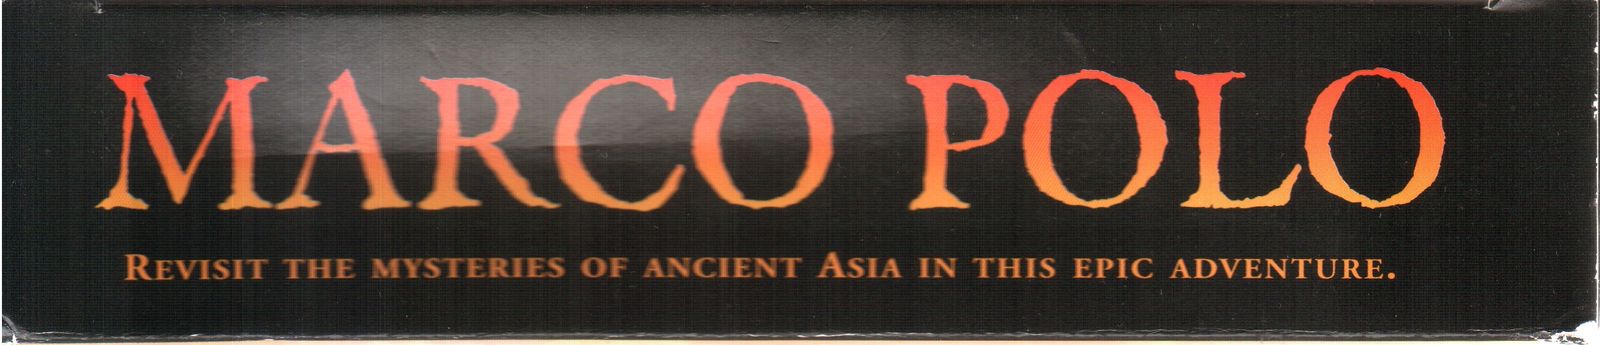 MARCO POLO
REVISIT THE MYSTERIES OF ANCIENT ASIA IN THIS EPIC ADVENTURE.